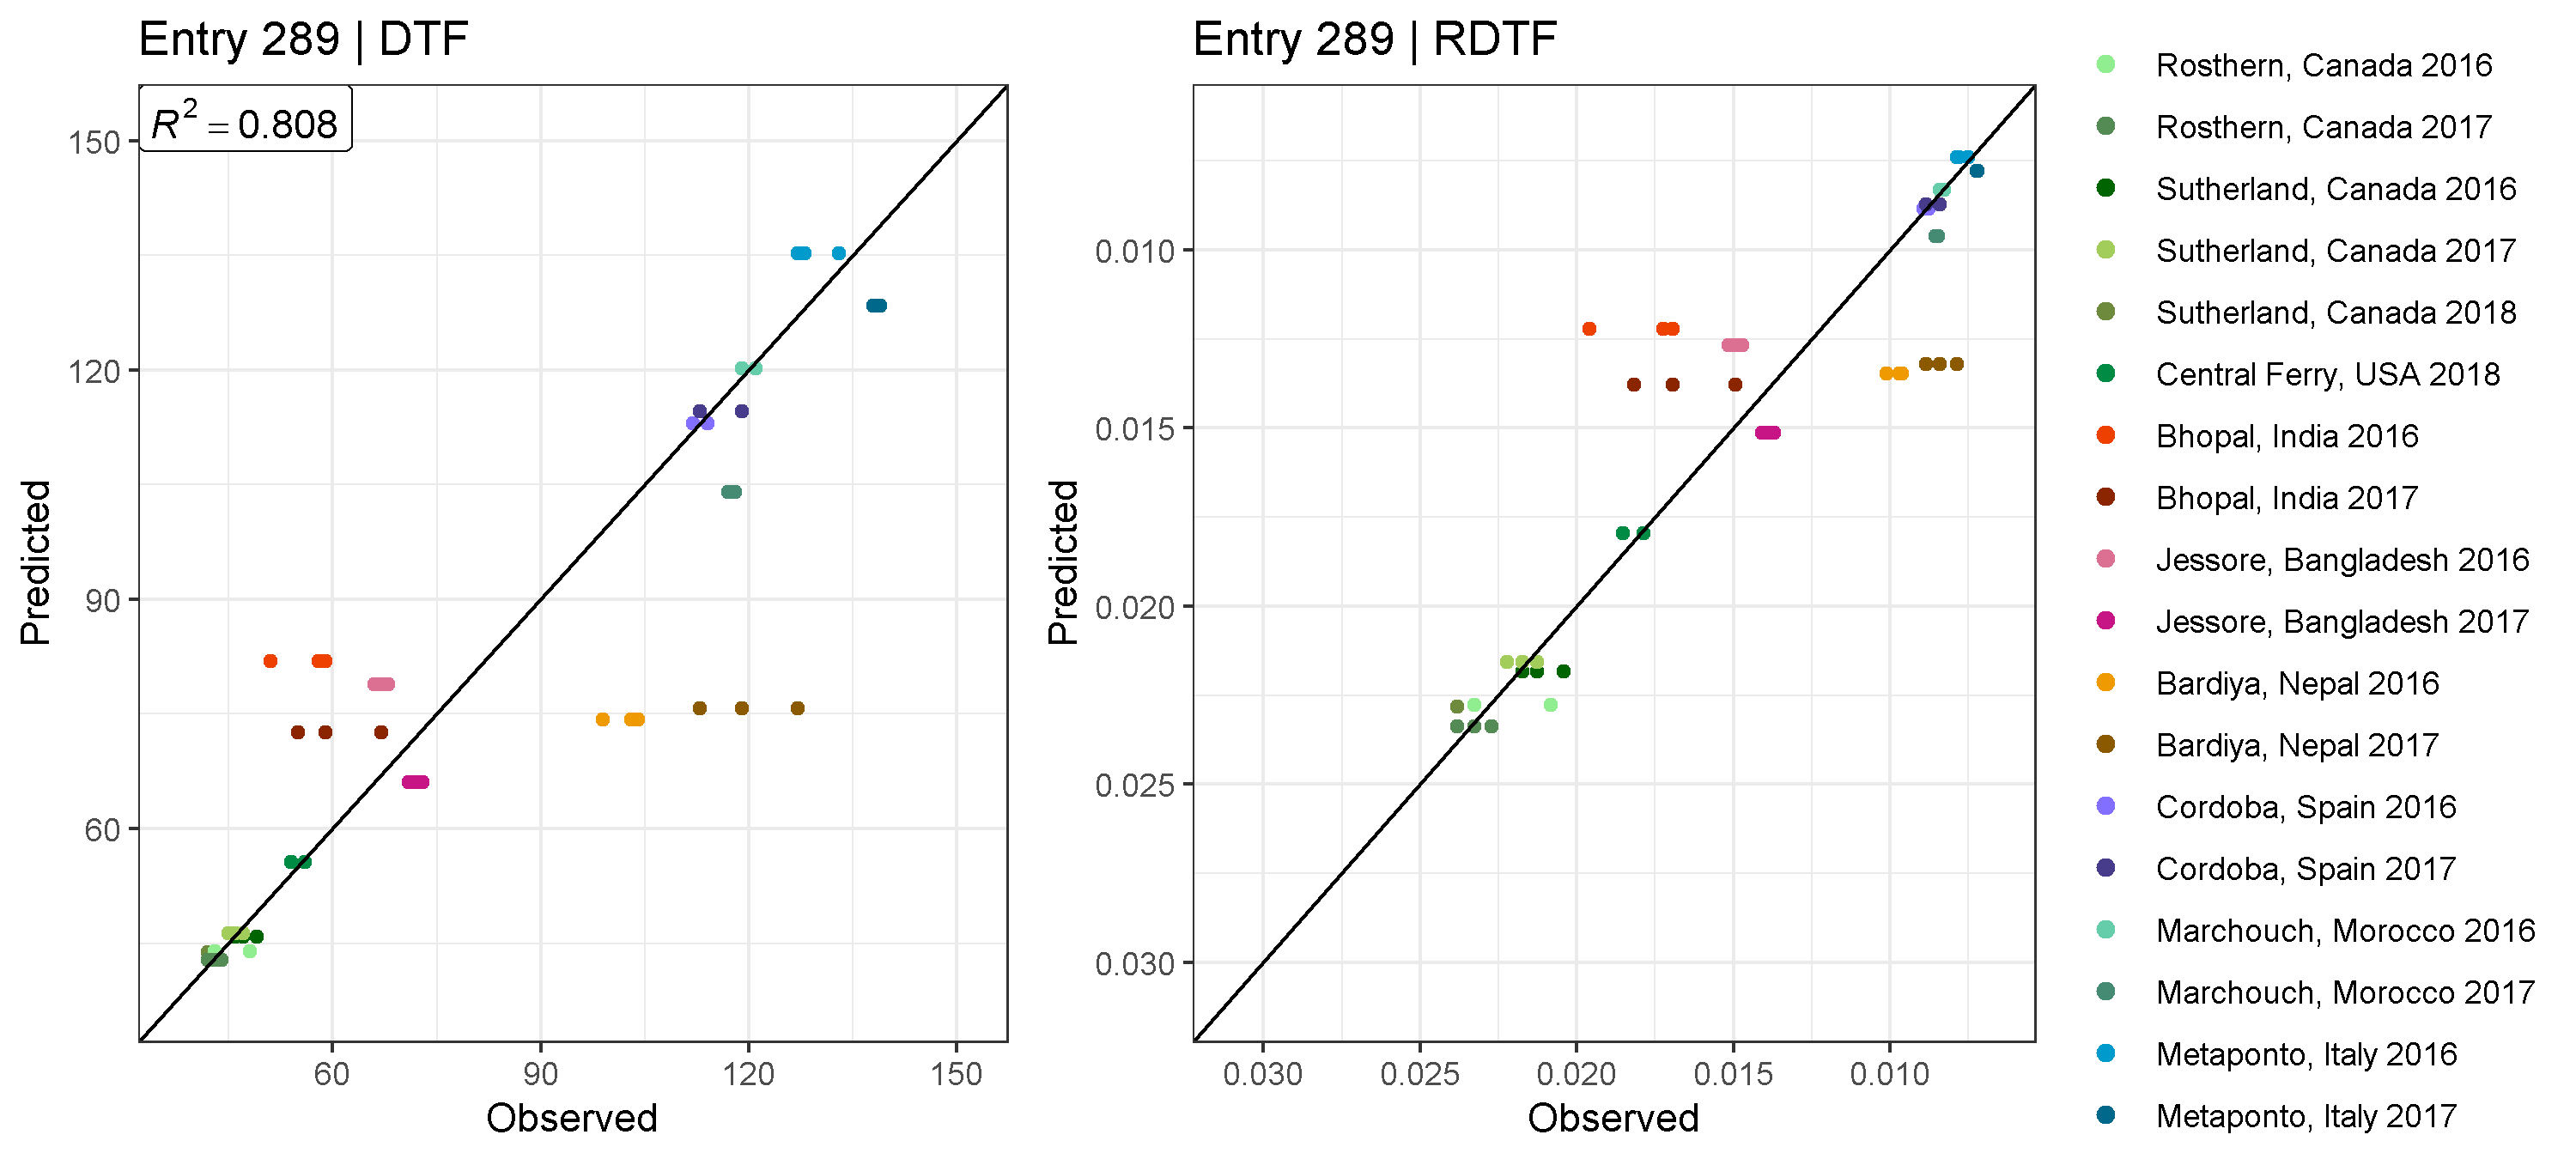 Entry 289 | DTF
R² = 0.808
150
120
90
60
Predicted
60 90 120 150
Observed
Entry 289 | RDTF
0.010
0.015
0.020
0.025
0.030
Predicted
0.030 0.025 0.020 0.015 0.010
Observed
Rosthern, Canada 2016
Rosthern, Canada 2017
Sutherland, Canada 2016
Sutherland, Canada 2017
Sutherland, Canada 2018
Central Ferry, USA 2018
Bhopal, India 2016
Bhopal, India 2017
Jessore, Bangladesh 2016
Jessore, Bangladesh 2017
Bardiya, Nepal 2016
Bardiya, Nepal 2017
Cordoba, Spain 2016
Cordoba, Spain 2017
Marchouch, Morocco 2016
Marchouch, Morocco 2017
Metaponto, Italy 2016
Metaponto, Italy 2017